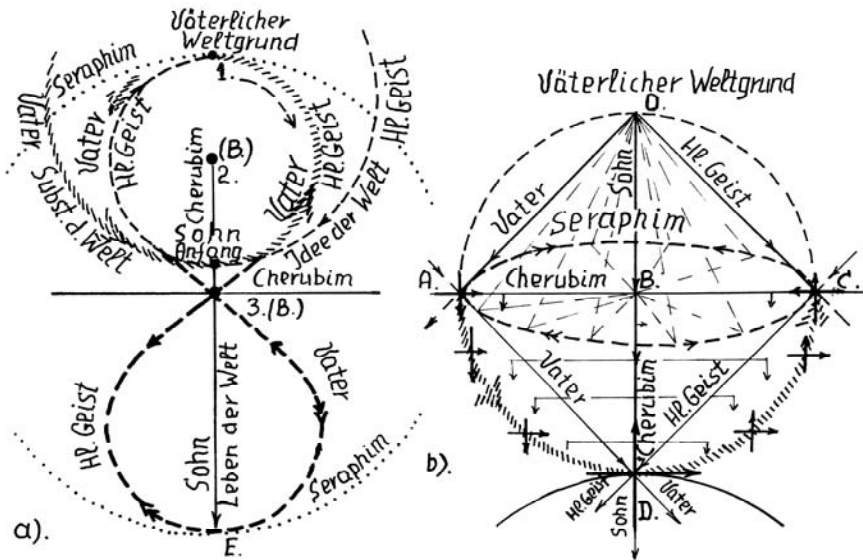 Väterlicher
Weltgrund
Seraphim
1.
Vater
Hl. Geist
Vater
Hl. Geist
Vater
Hl. Geist
Hl. Geist
(B.)
2.
Cherubim
Subst. d. Welt
Sohn
Anfang
Idee der Welt
Cherubim
3.(B.)
Hl. Geist
Vater
Sohn
Leben der Welt
Seraphim
a).
E.
Väterlicher Weltgrund
O.
Vater
Sohn
Hl. Geist
Seraphim
A.
Cherubim
B.
C.
Vater
Cherubim
Hl. Geist
b).
Hl. Geist
Sohn
D.
Vater